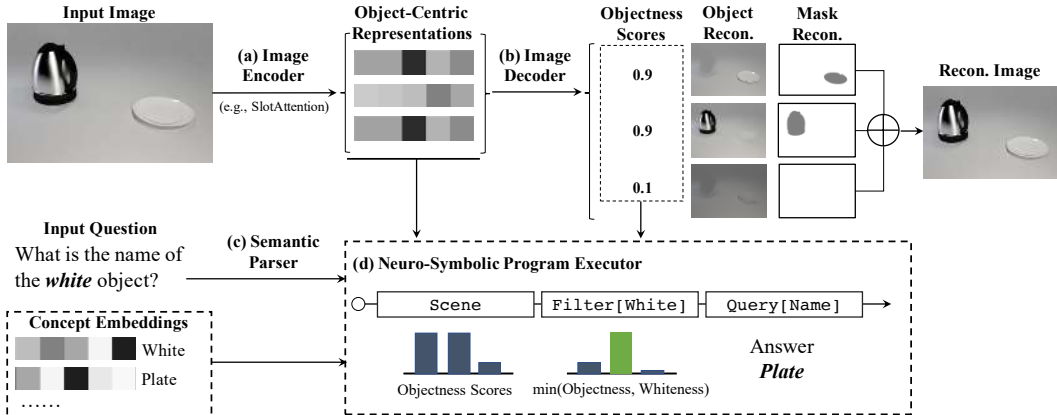 Input Image
(a) Image
Encoder
(e.g., SlotAttention)
Object-Centric
Representations
(b) Image
Decoder
Objectness
Scores
0.9
0.9
0.1
Object
Recon.
Mask
Recon.
Recon. Image
Input Question
What is the name of
the white object?
(c) Semantic
Parser
Concept Embeddings
White
Plate
......
(d) Neuro-Symbolic Program Executor
Scene
Filter[White]
Query[Name]
Objectness Scores
min(Objectness, Whiteness)
Answer
Plate